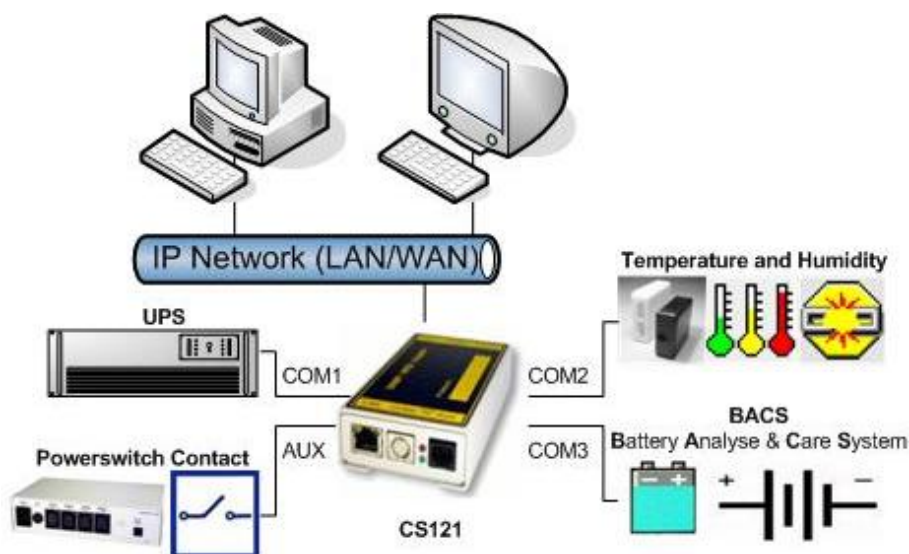 IP Network (LAN/WAN)
Temperature and Humidity
UPS
COM1
COM2
BACS
Battery Analyse & Care System
Powerswitch Contact
AUX
COM3
CS121